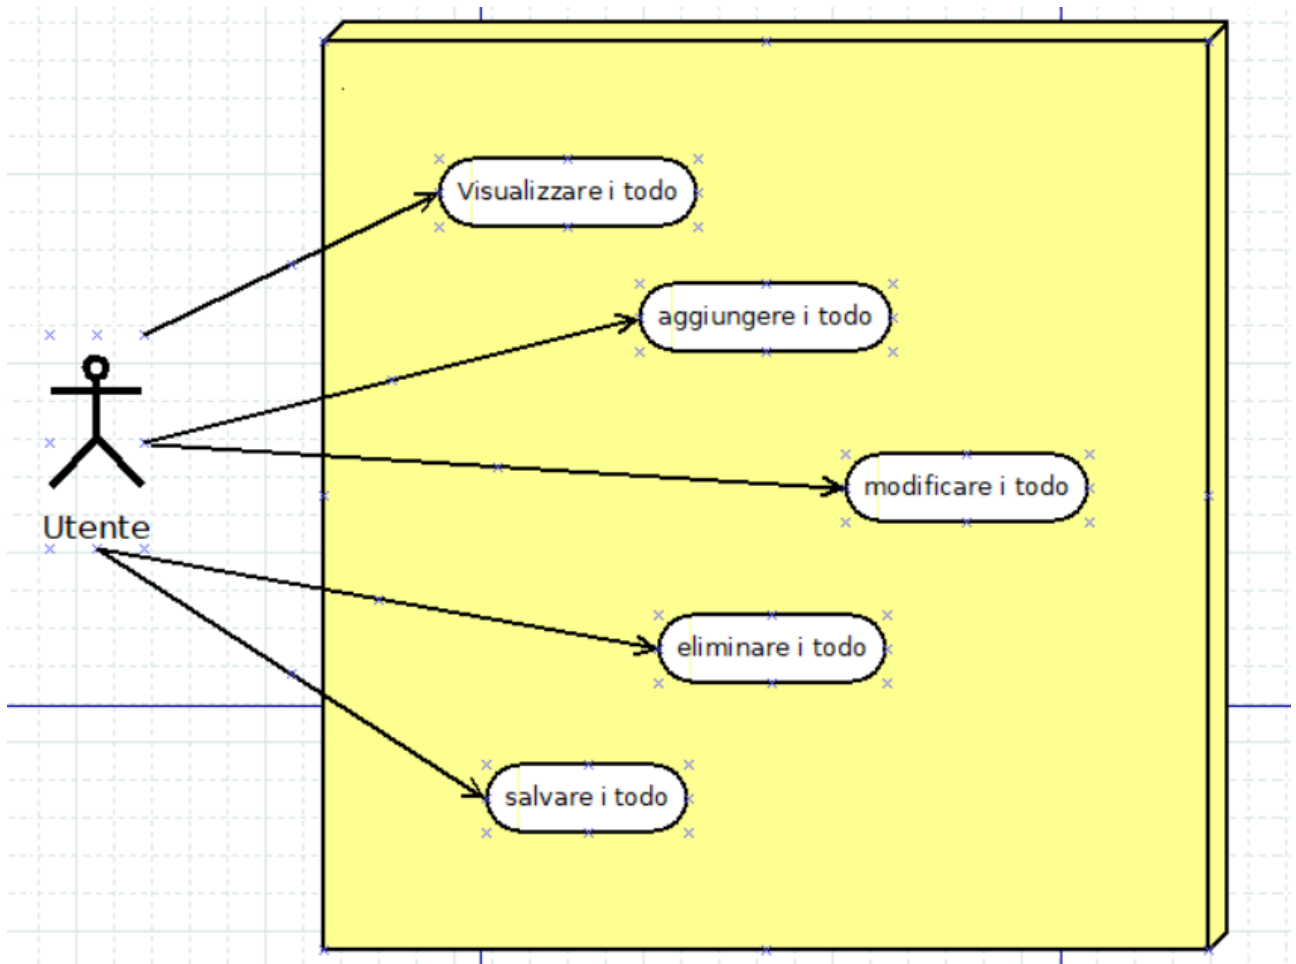 Visualizzare i todo
aggiungere i todo
modificare i todo
Utente
eliminare i todo
salvare i todo